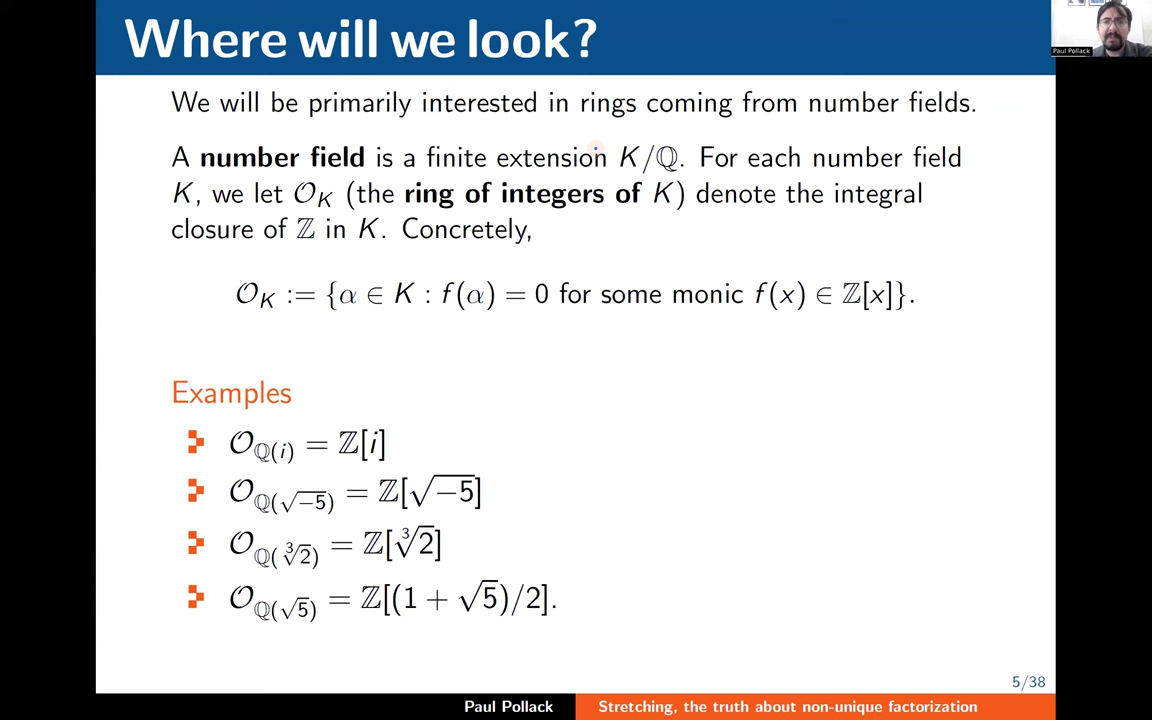 Where will we look?
Paul Pollack
We will be primarily interested in rings coming from number fields.
A number field is a finite extension K/ℚ. For each number field
K, we let 𝒪_K (the ring of integers of K) denote the integral
closure of ℤ in K. Concretely,
𝒪_K := {α ∈ K : f(α) = 0 for some monic f(x) ∈ ℤ[x]}.
Examples
𝒪_ℚ(i) = ℤ[i]
𝒪_ℚ(√−5) = ℤ[√−5]
𝒪_ℚ(∛2) = ℤ[∛2]
𝒪_ℚ(√5) = ℤ[(1 + √5)/2].
5/38
Paul Pollack
Stretching, the truth about non-unique factorization